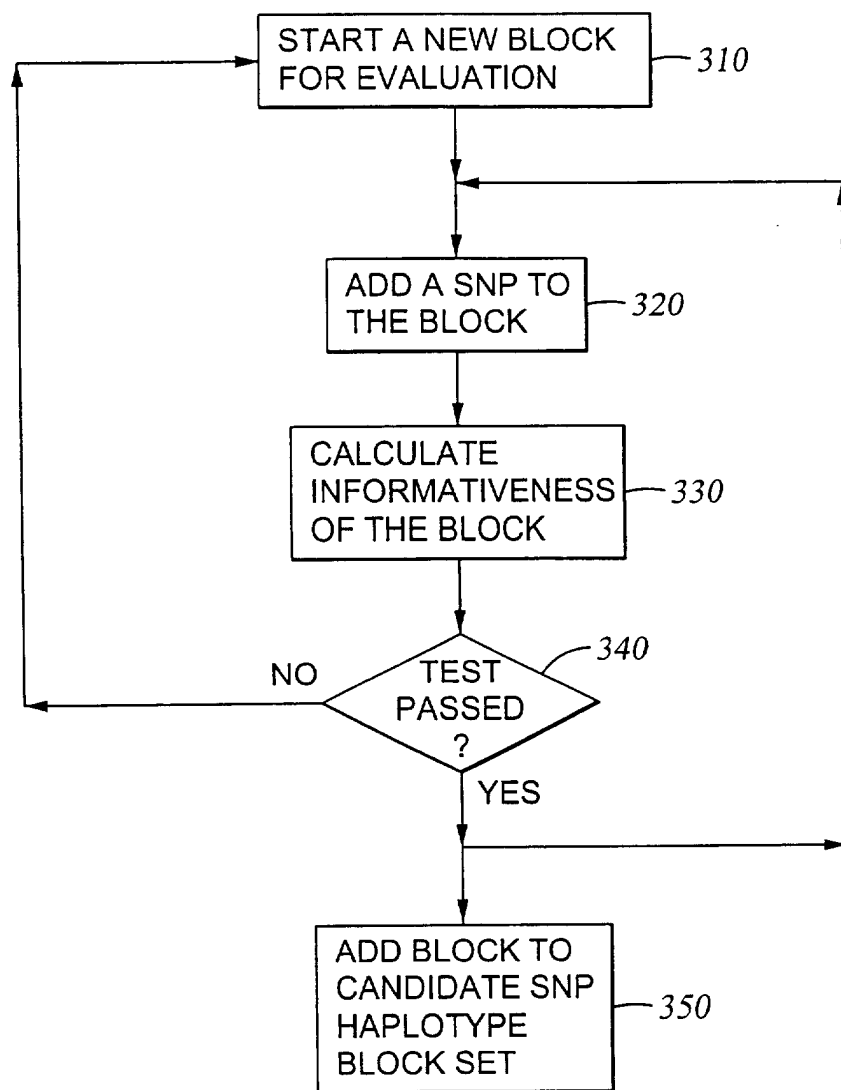 START A NEW BLOCK
FOR EVALUATION
310
ADD A SNP TO
THE BLOCK
320
CALCULATE
INFORMATIVENESS
OF THE BLOCK
330
340
NO
TEST
PASSED
?
YES
ADD BLOCK TO
CANDIDATE SNP
HAPLOTYPE
BLOCK SET
350